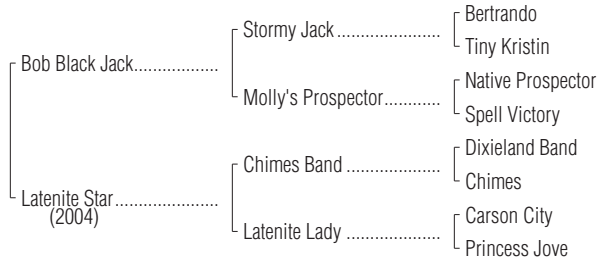 Bertrando
Stormy Jack........................
Tiny Kristin
Bob Black Jack...................
Native Prospector
Molly's Prospector.............
Spell Victory
Dixieland Band
Chimes Band .....................
Chimes
Latenite Star.......................
(2004)
Carson City
Latenite Lady .....................
Princess Jove